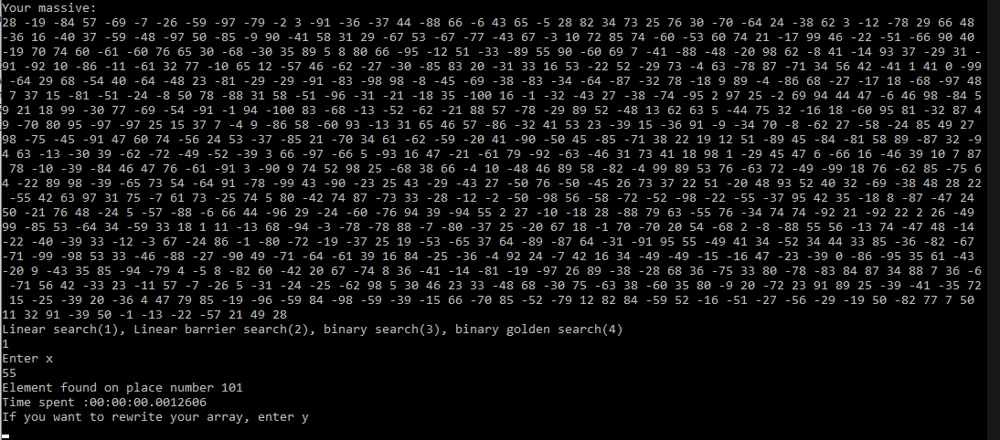 Your massive:
28 -19 -84 57 -69 -7 -26 -59 -97 -79 -2 3 -91 -36 -37 44 -88 66 -6 43 65 -5 28 82 34 73 25 76 30 -70 -64 24 -38 62 3 -12 -78 29 66 48
-36 16 -40 37 -59 -48 -97 50 -85 -9 90 -41 58 31 29 -67 53 -67 -77 -43 67 -3 10 72 85 74 -60 -53 60 74 21 -17 99 46 -22 -51 -66 90 40
-19 70 74 60 -61 -60 76 65 30 -68 -30 35 89 5 8 80 66 -95 -12 51 -33 -89 55 90 -60 69 7 -41 -88 -48 -20 98 62 -8 41 -14 93 37 -29 31 -
91 -92 10 -86 -11 -61 32 77 -10 65 12 -57 46 -62 -27 -30 -85 83 20 -31 33 16 53 -22 52 -29 73 -4 63 -78 87 -71 34 56 42 -41 1 41 0 -99
-64 29 68 -54 40 -64 -48 23 -81 -29 -29 -91 -83 -98 98 -8 -45 -69 -38 -83 -34 -64 -87 -32 78 -18 9 89 -4 -86 68 -27 -17 18 -68 -97 48
7 37 15 -81 -51 -24 -8 50 78 -88 31 58 -51 -96 -31 -21 -18 35 -100 16 -1 -32 -43 27 -38 -74 -95 2 97 25 -2 69 94 44 47 -6 46 98 -84 5
9 21 18 99 -30 77 -69 -54 -91 -1 94 -100 83 -68 -13 -52 -62 -21 88 57 -78 -29 89 52 -48 13 62 63 5 -44 75 32 -16 18 -60 95 81 -32 87 4
9 -70 80 95 -97 -97 25 15 37 7 -4 9 -86 58 -60 93 -13 31 65 46 57 -86 -32 41 53 23 -39 15 -36 91 -9 -34 70 -8 -62 27 -58 -24 85 49 27
98 -75 -45 -91 47 60 74 -56 24 53 -37 -85 21 -70 34 61 -62 -59 -20 41 -90 -50 45 -85 -71 38 22 19 12 51 -89 45 -84 -81 58 89 -87 32 -9
4 63 -13 -30 39 -62 -72 -49 -52 -39 3 66 -97 -66 5 -93 16 47 -21 -61 79 -92 -63 -46 31 73 41 18 98 1 -29 45 47 6 -66 16 -46 39 10 7 87
78 -10 -39 -84 46 47 76 -61 -91 3 -90 9 74 52 98 25 -68 38 66 -4 10 -48 46 89 58 -82 -4 99 89 53 76 -63 72 -49 -99 18 76 -62 85 -75 6
4 -22 89 98 -39 -65 73 54 -64 91 -78 -99 43 -90 -23 25 43 -29 -43 27 -50 76 -50 -45 26 73 37 22 51 -20 48 93 52 40 32 -69 -38 48 28 22
-55 42 63 97 31 75 -7 61 73 -25 74 5 80 -42 74 87 -73 33 -28 -12 -2 -50 -98 56 -58 -72 -52 -98 -22 -55 -37 95 42 35 -18 8 -87 -47 24
50 -21 76 48 -24 5 -57 -88 -6 66 44 -96 29 -24 -60 -76 94 39 -94 55 2 27 -10 -18 28 -88 79 63 -55 76 -34 74 74 -92 21 -92 22 2 26 -49
99 -85 53 -64 34 -59 33 18 1 11 -13 68 -94 -3 -78 -78 88 -7 -80 -37 25 -20 67 18 -1 70 -70 20 54 -68 2 -8 -88 55 56 -13 74 -47 48 -14
-22 -40 -39 33 -12 -3 67 -24 86 -1 -80 -72 -19 -37 25 19 -53 -65 37 64 -89 -87 64 -31 -91 95 55 -49 41 34 -52 34 44 33 85 -36 -82 -67
-71 -99 -98 53 33 -46 -88 -27 -90 49 -71 -64 -61 39 16 84 -25 -36 -4 92 24 -7 42 16 34 -49 -49 -15 -16 47 -23 -39 0 -86 -95 35 61 -43
-20 9 -43 35 85 -94 -79 4 -5 8 -82 60 -42 20 67 -74 8 36 -41 -14 -81 -19 -97 26 89 -38 -28 68 36 -75 33 80 -78 -83 84 87 34 88 7 36 -6
-71 56 42 -33 23 -11 57 -7 -26 5 -31 -24 -25 -62 98 5 30 46 23 33 -48 68 -30 75 -63 38 -60 35 80 -9 20 -72 23 91 89 25 -39 -41 -35 72
15 -25 -39 20 -36 4 47 79 85 -19 -96 -59 84 -98 -59 -39 -15 66 -70 85 -52 -79 12 82 84 -59 52 -16 -51 -27 -56 -29 -19 50 -82 77 7 50
11 32 91 -39 50 -1 -13 -22 -57 21 49 28
Linear search(1), Linear barrier search(2), binary search(3), binary golden search(4)
1
Enter x
55
Element found on place number 101
Time spent :00:00:00.0012606
If you want to rewrite your array, enter y